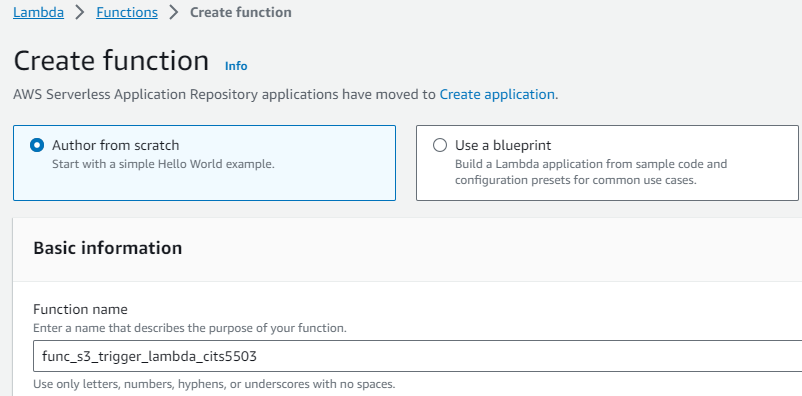 Lambda > Functions > Create function
Create function Info
AWS Serverless Application Repository applications have moved to Create application.
Author from scratch
Start with a simple Hello World example.
Use a blueprint
Build a Lambda application from sample code and
configuration presets for common use cases.
Basic information
Function name
Enter a name that describes the purpose of your function.
func_s3_trigger_lambda_cits5503
Use only letters, numbers, hyphens, or underscores with no spaces.